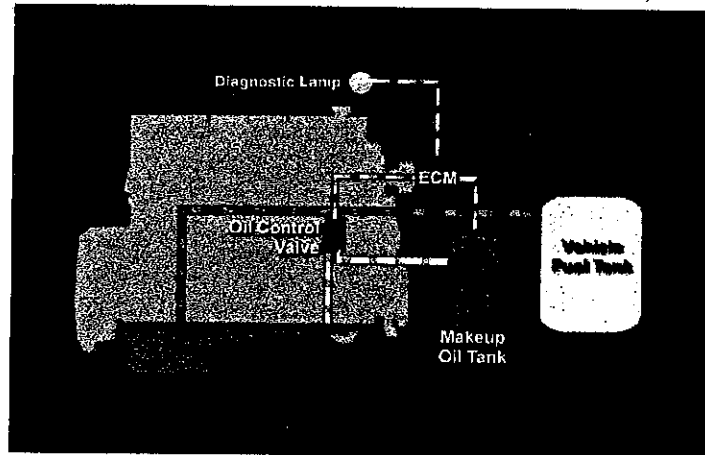 Diagnostic Lamp
ECM
Oil Control
Valve
Vehicle
Fuel Tank
Makeup
Oil Tank